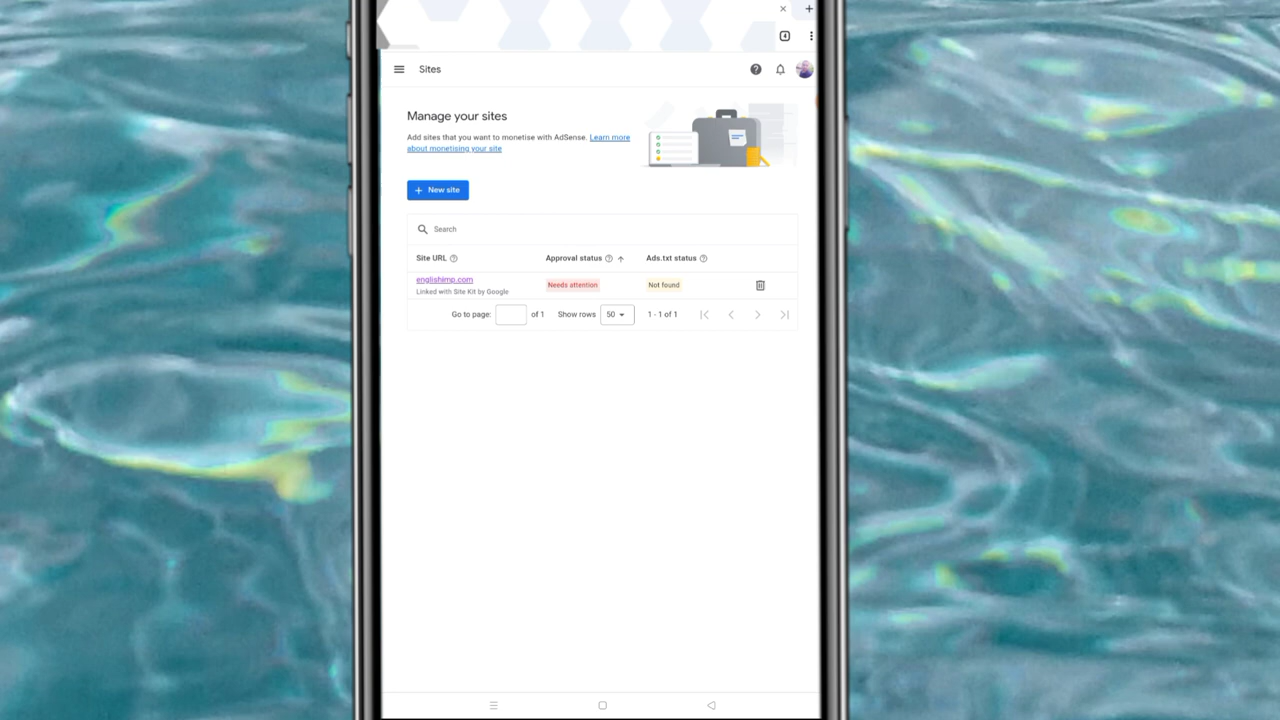 Sites
Manage your sites
Add sites that you want to monetise with AdSense. Learn more
about monetising your site
+ New site
Search
Site URL
Approval status
Ads.txt status
englishimp.com
Linked with Site Kit by Google
Needs attention
Not found
Go to page:
of 1
Show rows
50
1 - 1 of 1